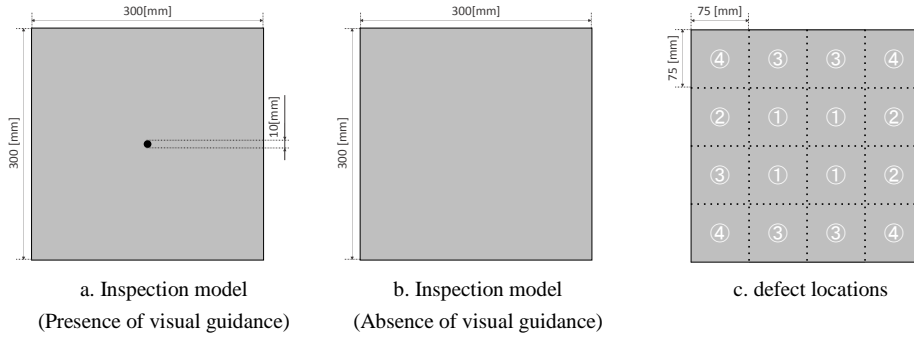 300[mm]
300 [mm]
10[mm]
a. Inspection model
(Presence of visual guidance)
300[mm]
300 [mm]
b. Inspection model
(Absence of visual guidance)
75 [mm]
75 [mm]
④ ③ ③ ④
② ① ① ②
③ ① ① ②
④ ③ ③ ④
c. defect locations